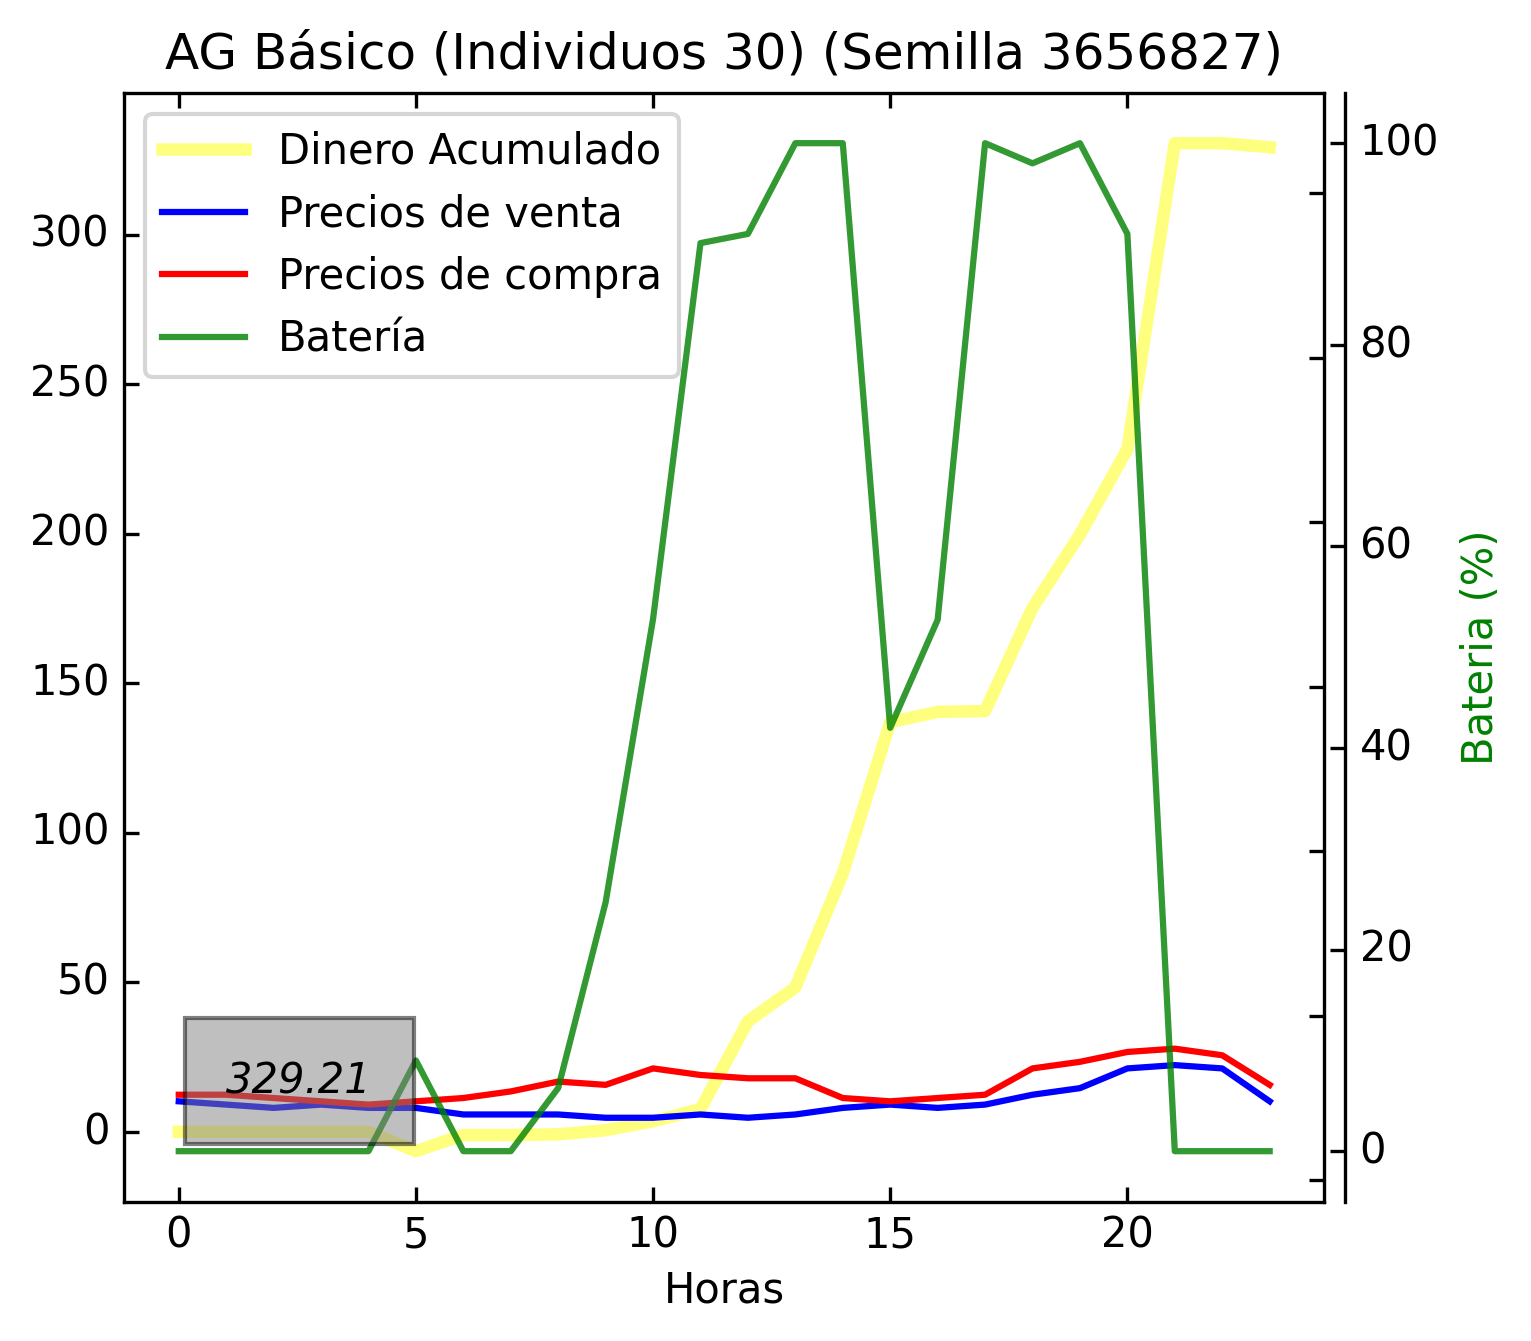 AG Básico (Individuos 30) (Semilla 3656827)
Dinero Acumulado
Precios de venta
Precios de compra
Batería
300
250
200
150
100
50
0
329.21
100
80
60
40
20
0
Bateria (%)
0 5 10 15 20
Horas